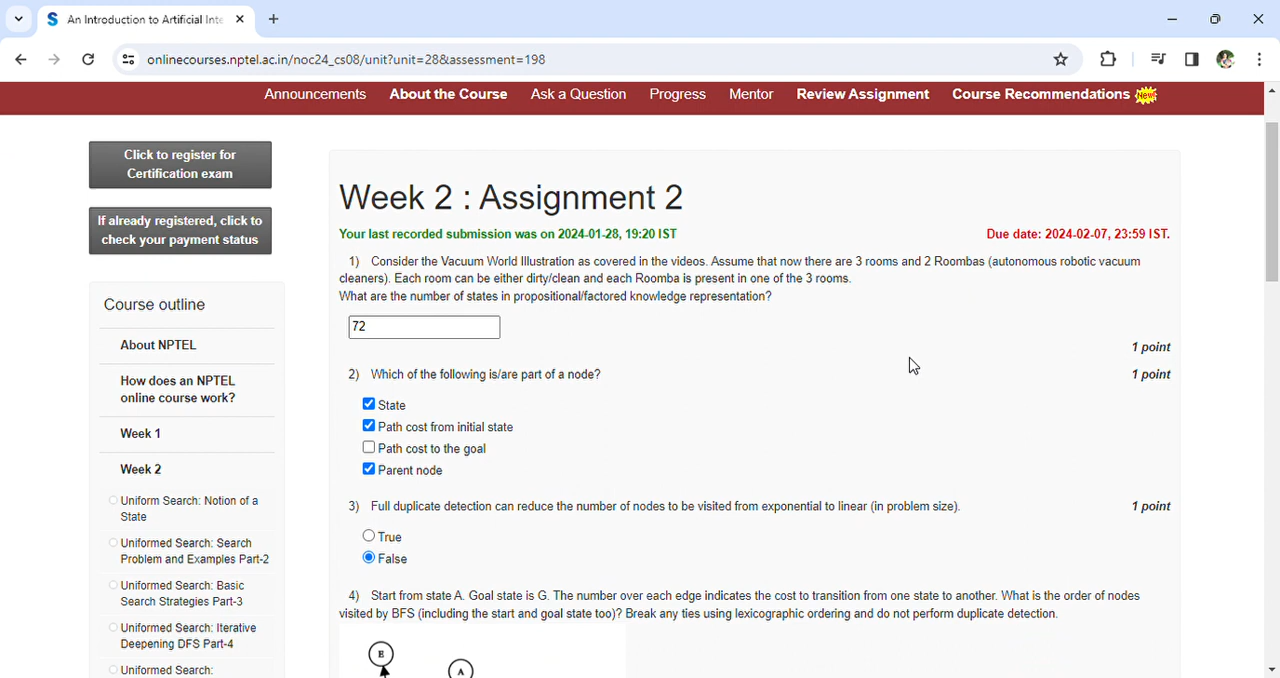 An Introduction to Artificial Inte
onlinecourses.nptel.ac.in/noc24_cs08/unit?unit=28&assessment=198
Announcements About the Course Ask a Question Progress Mentor Review Assignment Course Recommendations New!
Click to register for
Certification exam
If already registered, click to
check your payment status
Course outline
About NPTEL
How does an NPTEL
online course work?
Week 1
Week 2
Uniform Search: Notion of a
State
Uniformed Search: Search
Problem and Examples Part-2
Uniformed Search: Basic
Search Strategies Part-3
Uniformed Search: Iterative
Deepening DFS Part-4
Uniformed Search:
Week 2 : Assignment 2
Your last recorded submission was on 2024-01-28, 19:20 IST Due date: 2024-02-07, 23:59 IST.
1) Consider the Vacuum World Illustration as covered in the videos. Assume that now there are 3 rooms and 2 Roombas (autonomous robotic vacuum
cleaners). Each room can be either dirty/clean and each Roomba is present in one of the 3 rooms.
What are the number of states in propositional/factored knowledge representation?
72
1 point
2) Which of the following is/are part of a node? 1 point
State
Path cost from initial state
Path cost to the goal
Parent node
3) Full duplicate detection can reduce the number of nodes to be visited from exponential to linear (in problem size). 1 point
True
False
4) Start from state A. Goal state is G. The number over each edge indicates the cost to transition from one state to another. What is the order of nodes
visited by BFS (including the start and goal state too)? Break any ties using lexicographic ordering and do not perform duplicate detection.
E
A